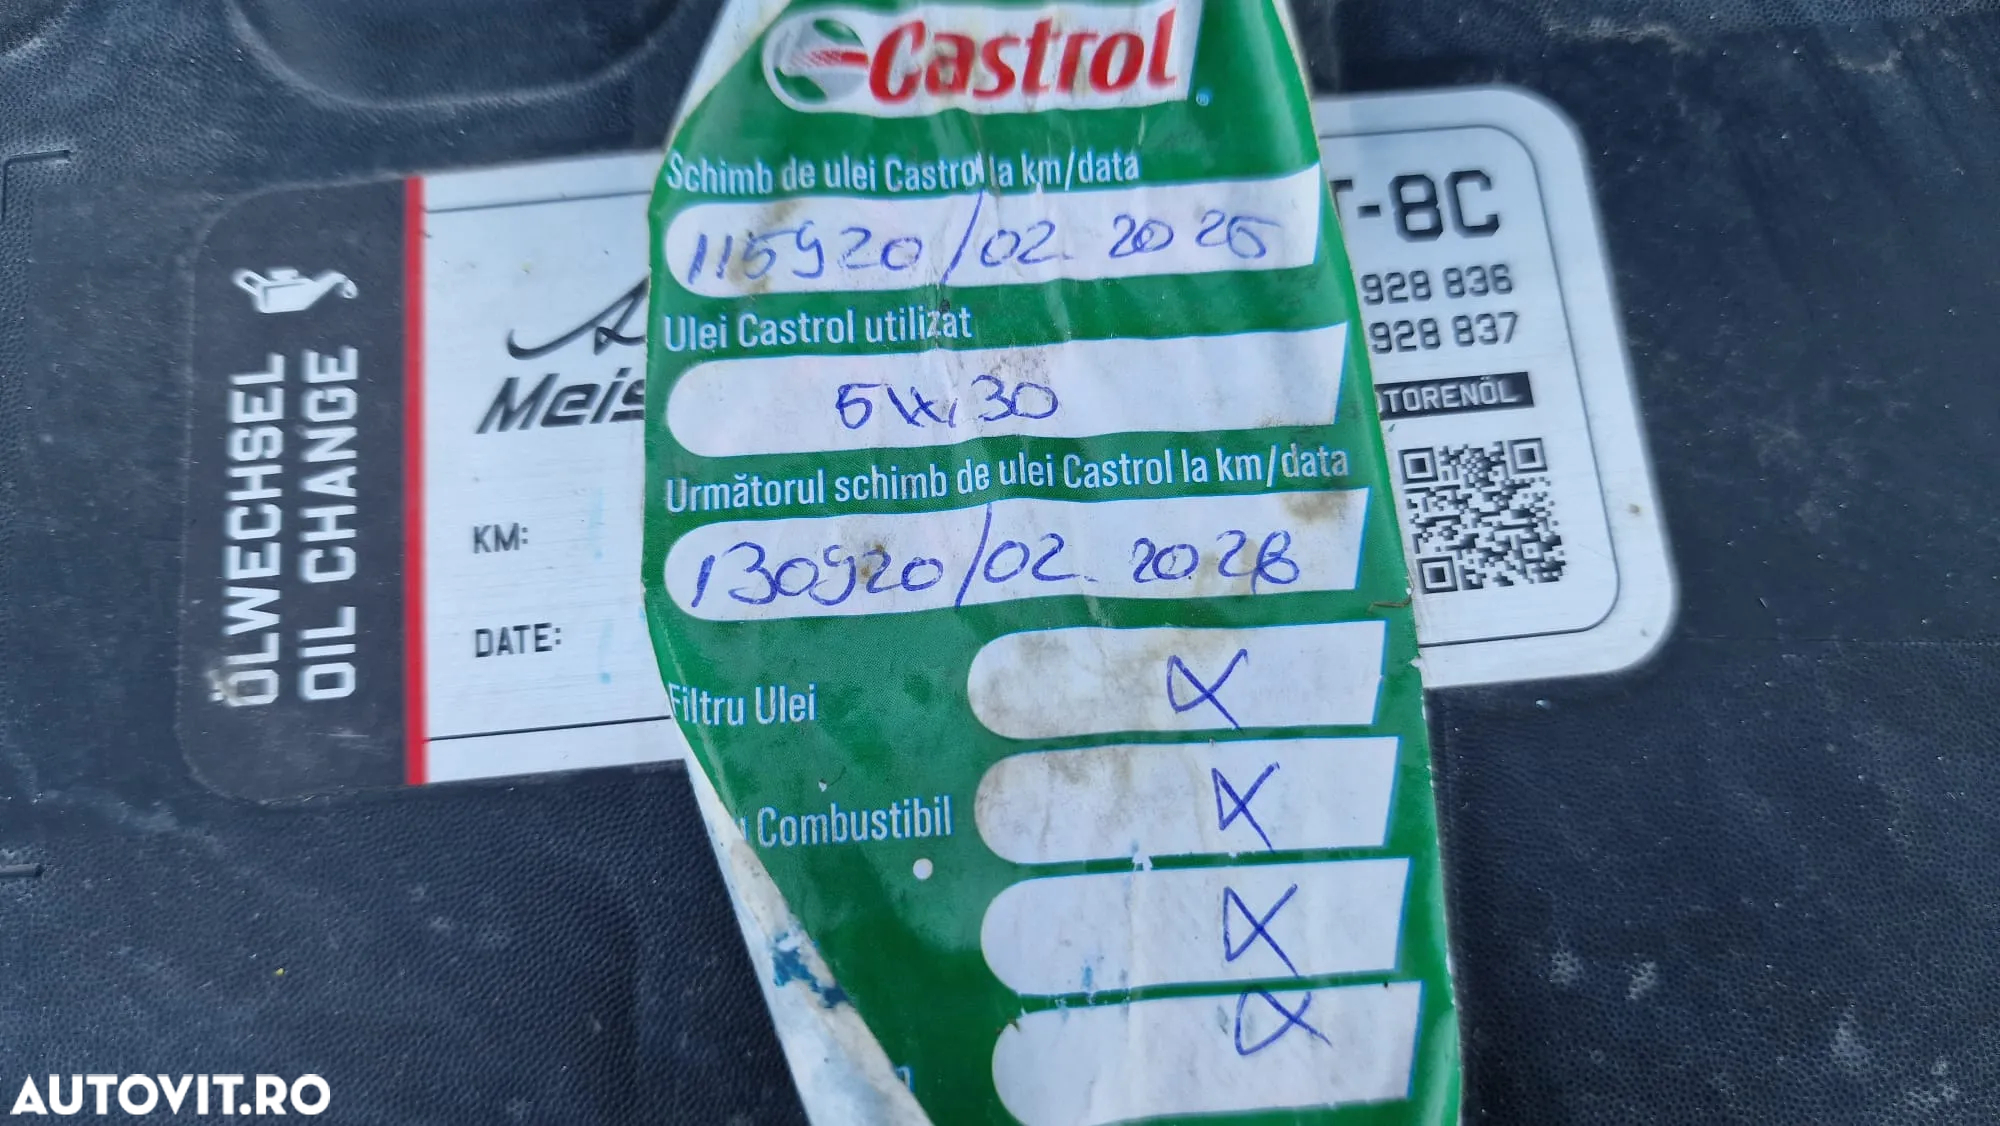 Castrol
Schimb de ulei Castrol la km/data
115920/02.2025
Ulei Castrol utilizat
5W30
Următorul schimb de ulei Castrol la km/data
130920/02.2026
Filtru Ulei
X
Combustibil
X
X
X
ÖLWECHSEL
OIL CHANGE
KM:
DATE:
T-8C
928 836
928 837
AUTOVIT.RO